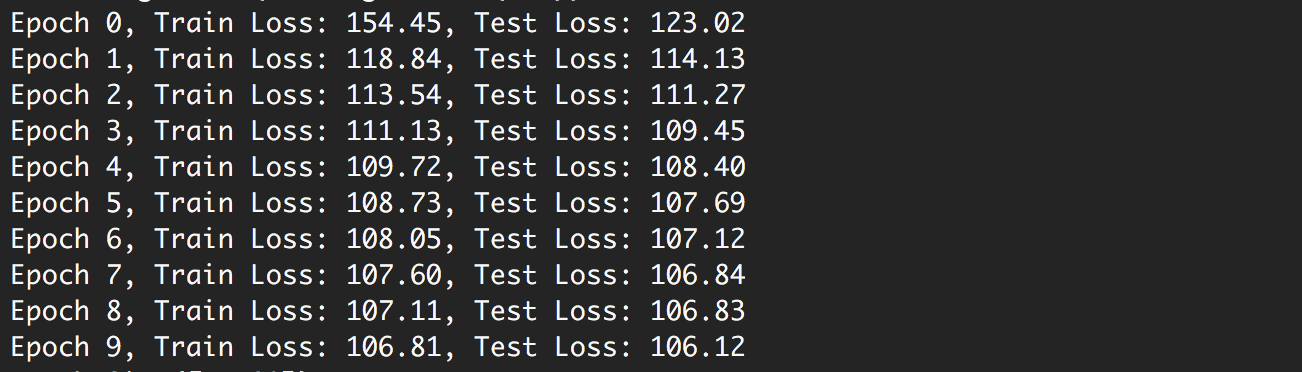 Epoch 0, Train Loss: 154.45, Test Loss: 123.02
Epoch 1, Train Loss: 118.84, Test Loss: 114.13
Epoch 2, Train Loss: 113.54, Test Loss: 111.27
Epoch 3, Train Loss: 111.13, Test Loss: 109.45
Epoch 4, Train Loss: 109.72, Test Loss: 108.40
Epoch 5, Train Loss: 108.73, Test Loss: 107.69
Epoch 6, Train Loss: 108.05, Test Loss: 107.12
Epoch 7, Train Loss: 107.60, Test Loss: 106.84
Epoch 8, Train Loss: 107.11, Test Loss: 106.83
Epoch 9, Train Loss: 106.81, Test Loss: 106.12